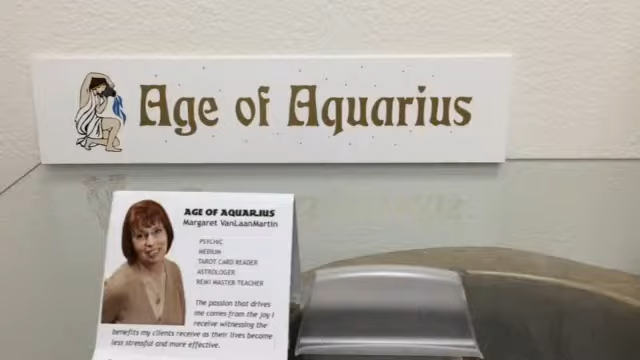 Age of Aquarius
AGE OF AQUARIUS
Margaret VanLaanMartin
PSYCHIC
MEDIUM
TAROT CARD READER
ASTROLOGER
REIKI MASTER TEACHER
The passion that drives
me comes from the joy I
receive witnessing the
benefits my clients receive as their lives become
less stressful and more effective.